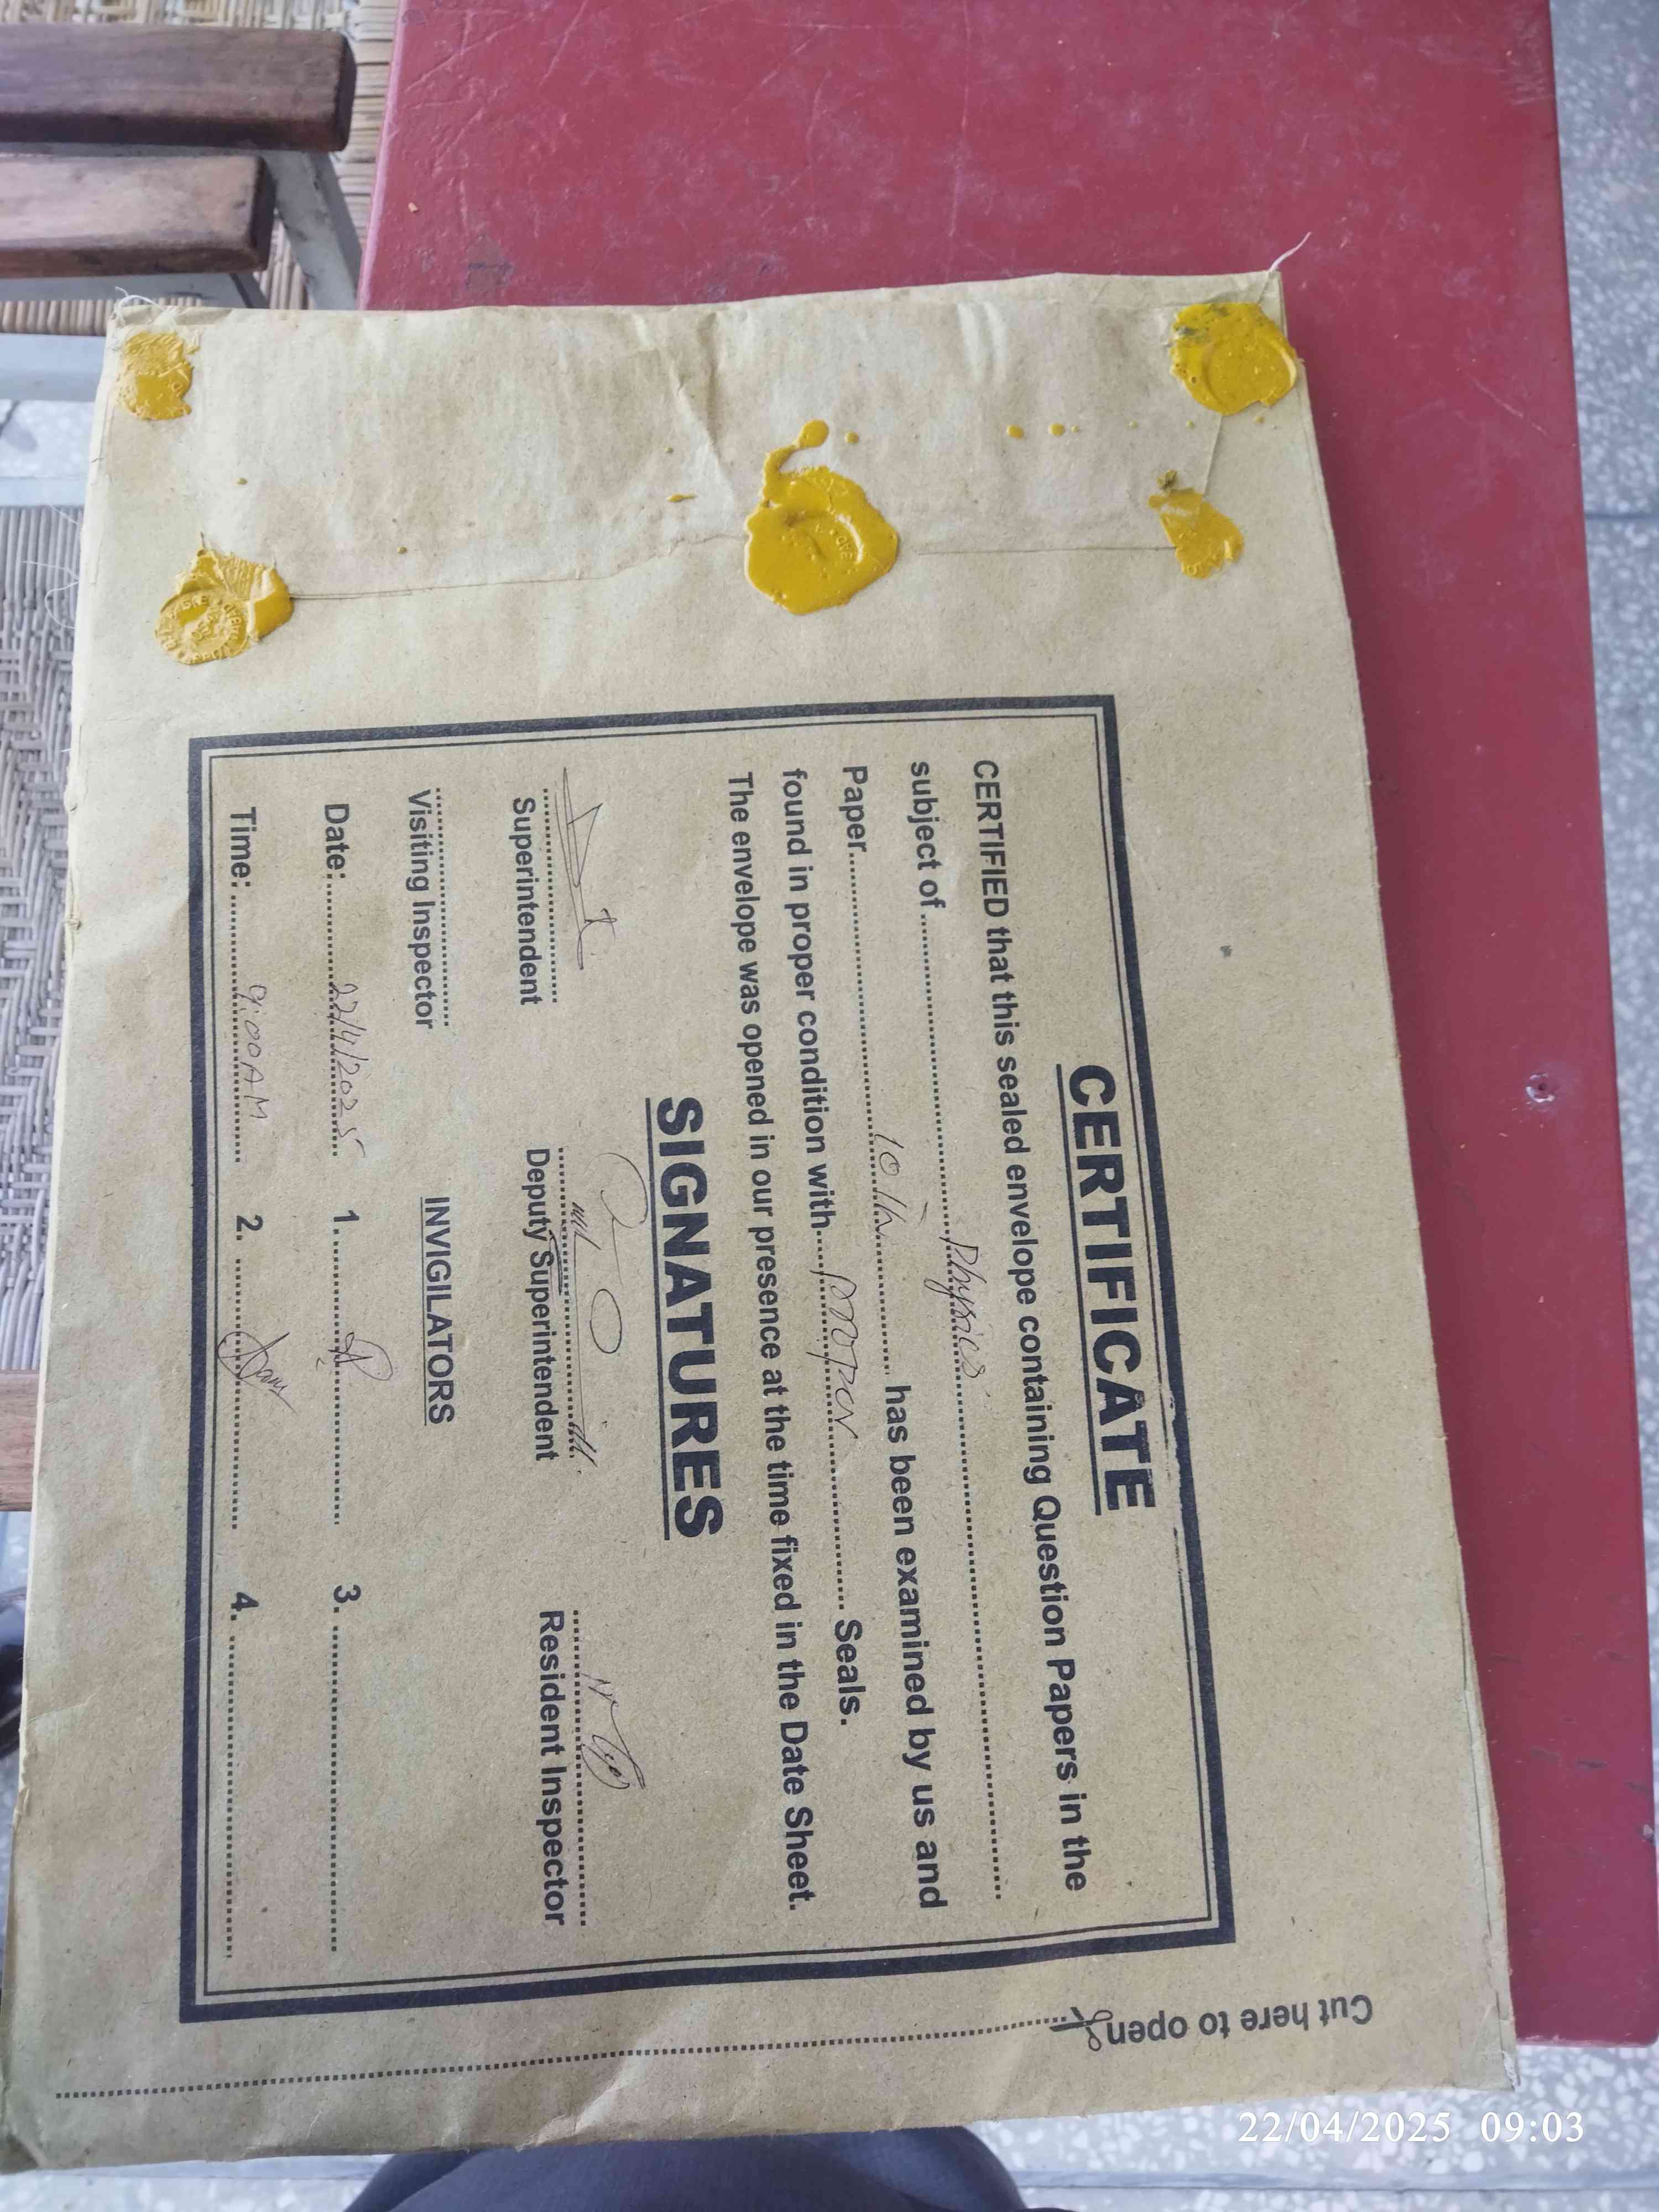 CERTIFICATE
CERTIFIED that this sealed envelope containing Question Papers in the
subject of ........ Physics ........
Paper ........ 10th ........ has been examined by us and
found in proper condition with ........ proper ........ Seals.
The envelope was opened in our presence at the time fixed in the Date Sheet.
SIGNATURES
Superintendent Deputy Superintendent Resident Inspector
Visiting Inspector INVIGILATORS
Date: ........ 22/4/2025 1. ........ 3. ........
Time: ........ 9:00 AM 2. ........ 4. ........
Cut here to open
22/04/2025 09:03